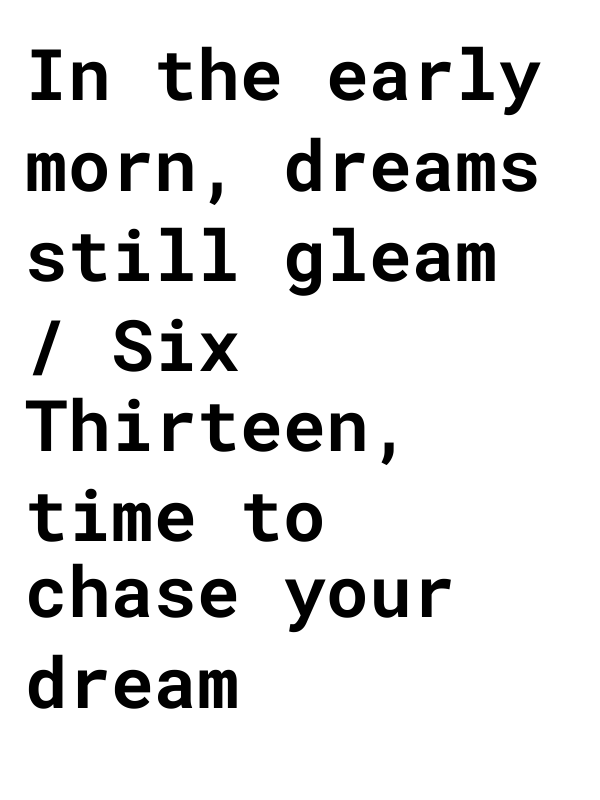 In the early
morn, dreams
still gleam
/ Six
Thirteen,
time to
chase your
dream